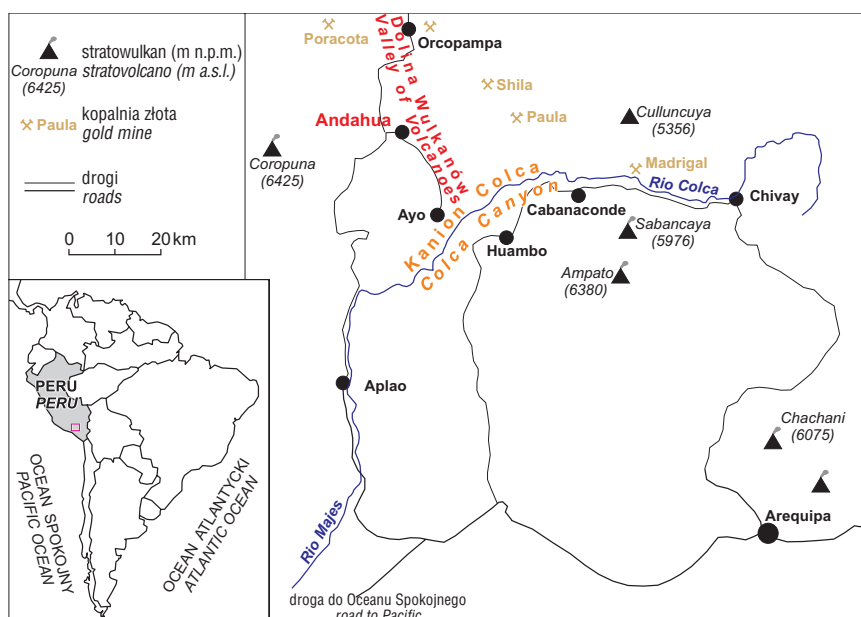 stratowulkan (m n.p.m.)
stratovolcano (m a.s.l.)
Coropuna
(6425)
Paula
kopalnia złota
gold mine
drogi
roads
0 10 20 km
PERU
PERU
OCEAN SPOKOJNY
PACIFIC OCEAN
OCEAN ATLANTYCKI
ATLANTIC OCEAN
Poracota
Orcopampa
Dolina Wulkanów
Valley of Volcanoes
Shila
Paula
Andahua
Culluncuya
(5356)
Coropuna
(6425)
Madrigal
Rio Colca
Chivay
Kanion Colca
Colca Canyon
Ayo
Cabanaconde
Huambo
Sabancaya
(5976)
Ampato
(6380)
Aplao
Chachani
(6075)
Arequipa
Rio Majes
droga do Oceanu Spokojnego
road to Pacific